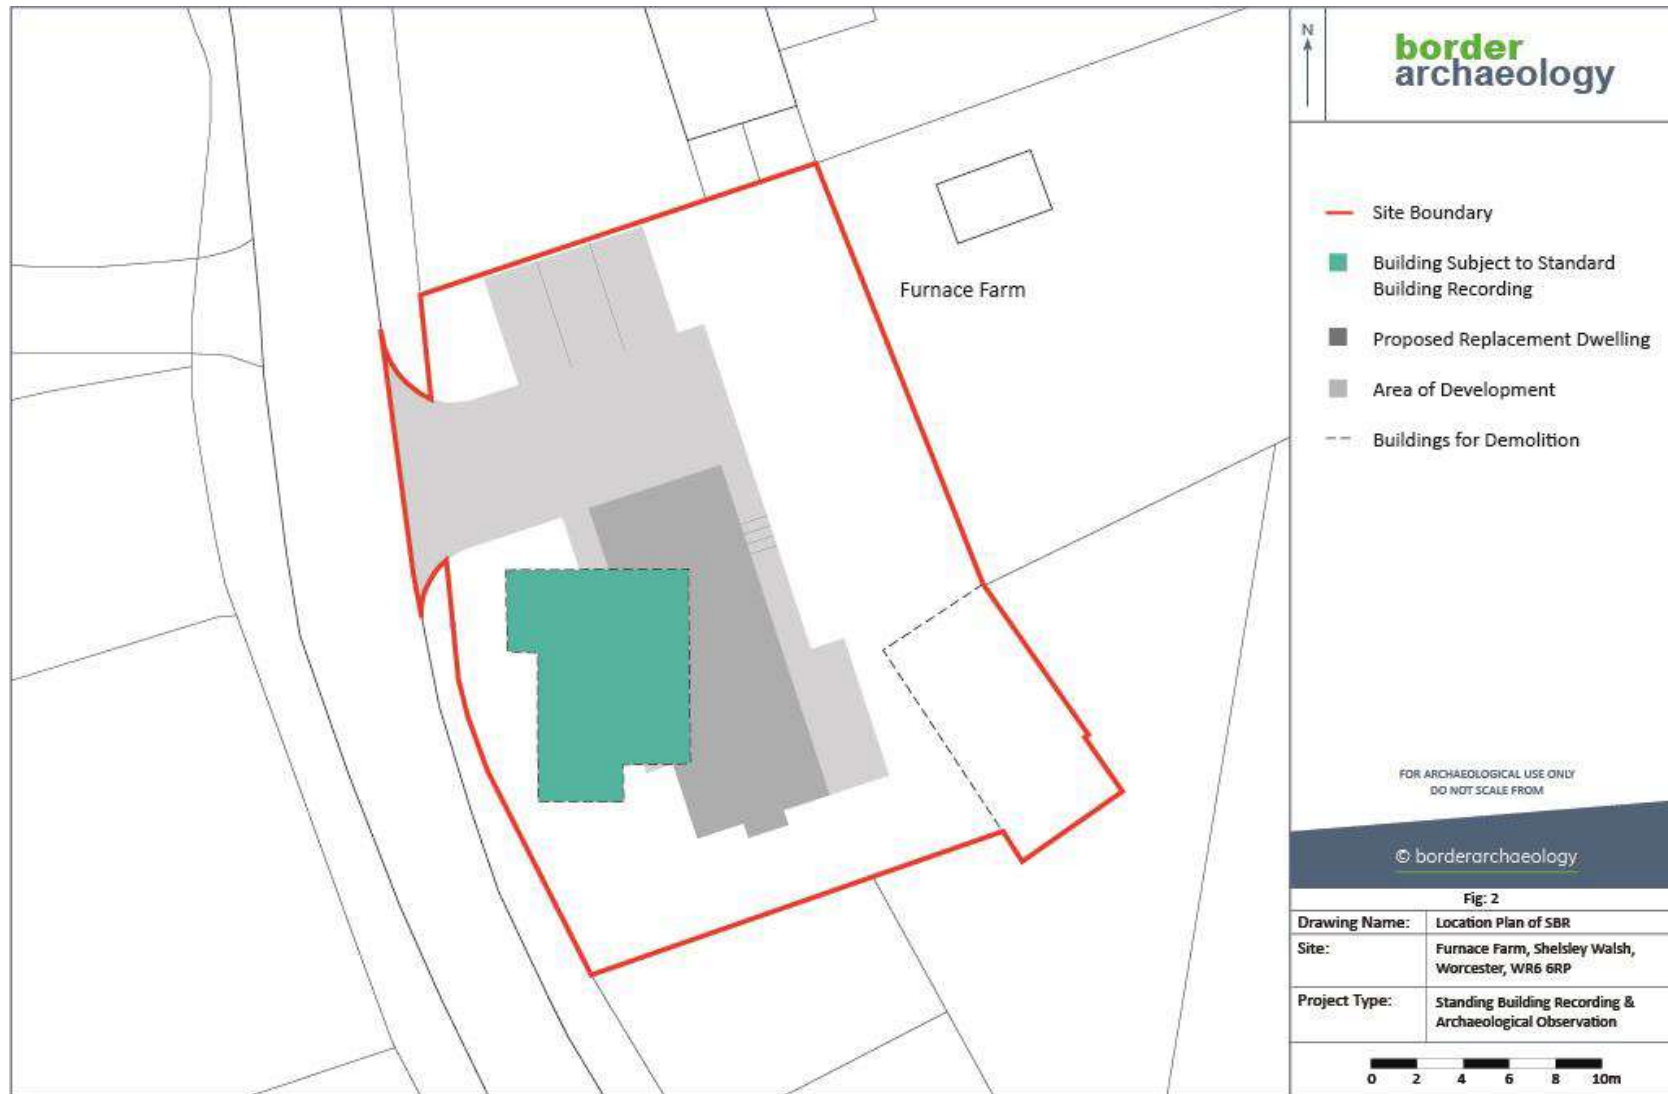 N
border
archaeology
Site Boundary
Building Subject to Standard
Building Recording
Proposed Replacement Dwelling
Area of Development
Buildings for Demolition
Furnace Farm
FOR ARCHAEOLOGICAL USE ONLY
DO NOT SCALE FROM
© borderarchaeology
Fig: 2
Drawing Name: Location Plan of SBR
Site: Furnace Farm, Shelsley Walsh,
Worcester, WR6 6RP
Project Type: Standing Building Recording &
Archaeological Observation
0 2 4 6 8 10m